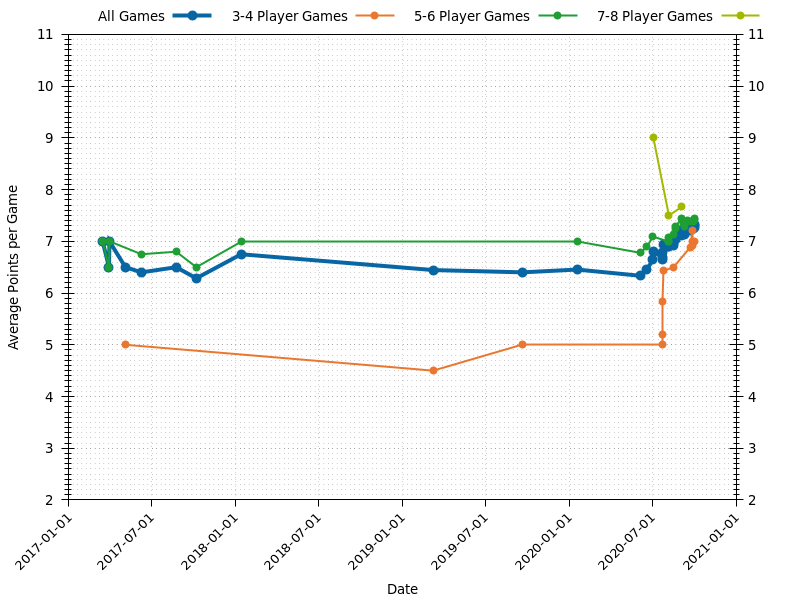 All Games 3-4 Player Games 5-6 Player Games 7-8 Player Games
11 11
10 10
9 9
8 8
7 7
6 6
5 5
4 4
3 3
2 2
Average Points per Game
2017-01-01 2017-07-01 2018-01-01 2018-07-01 2019-01-01 2019-07-01 2020-01-01 2020-07-01 2021-01-01
Date